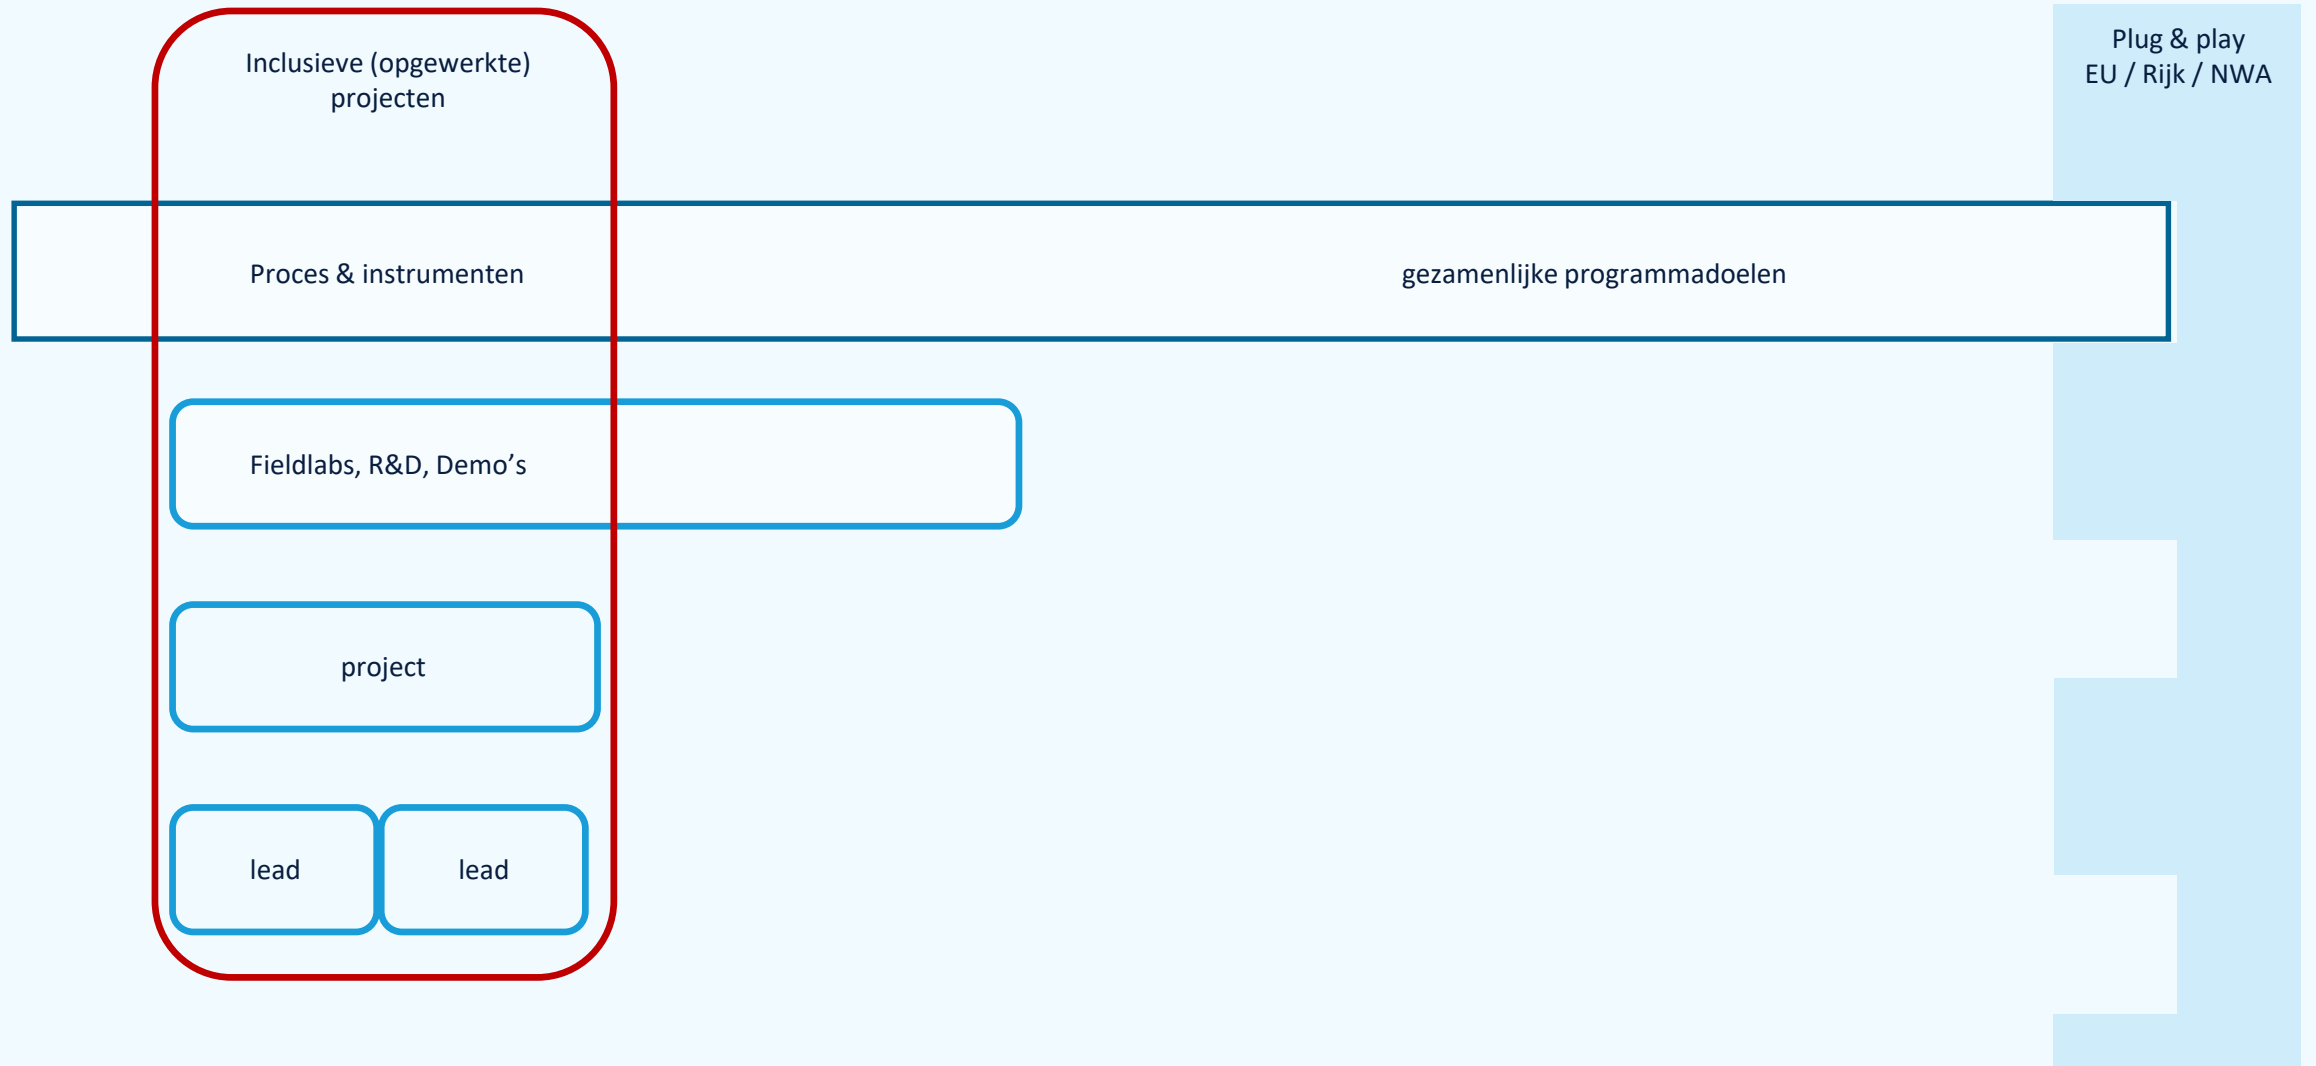 Inclusieve (opgewerkte)
projecten
Plug & play
EU / Rijk / NWA
Proces & instrumenten
gezamenlijke programmadoelen
Fieldlabs, R&D, Demo’s
project
lead
lead